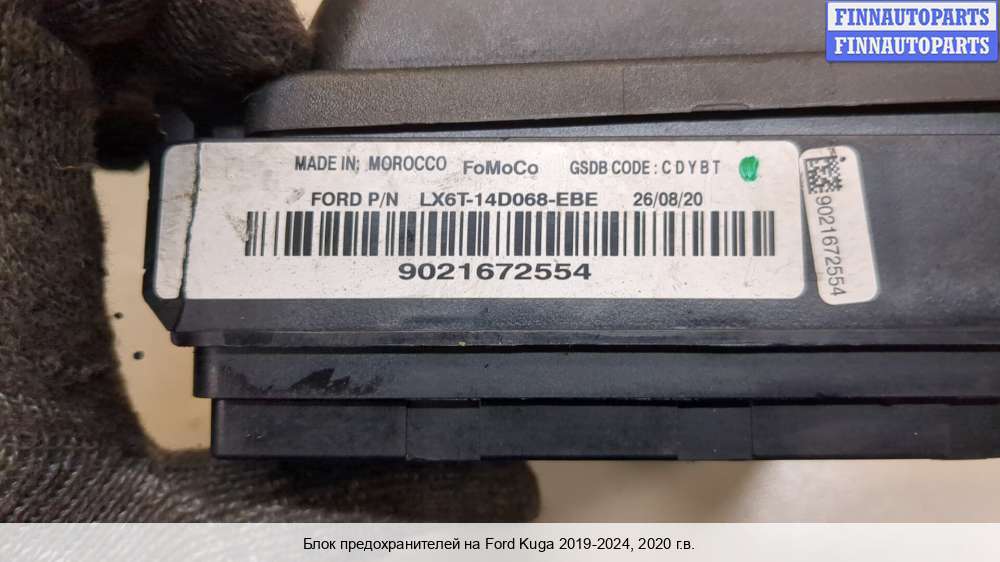 FINNAUTOPARTS
FINNAUTOPARTS
MADE IN: MOROCCO FoMoCo GSDB CODE : C D Y B T
FORD P/N LX6T-14D068-EBE 26/08/20
9021672554
9021672554
Блок предохранителей на Ford Kuga 2019-2024, 2020 г.в.